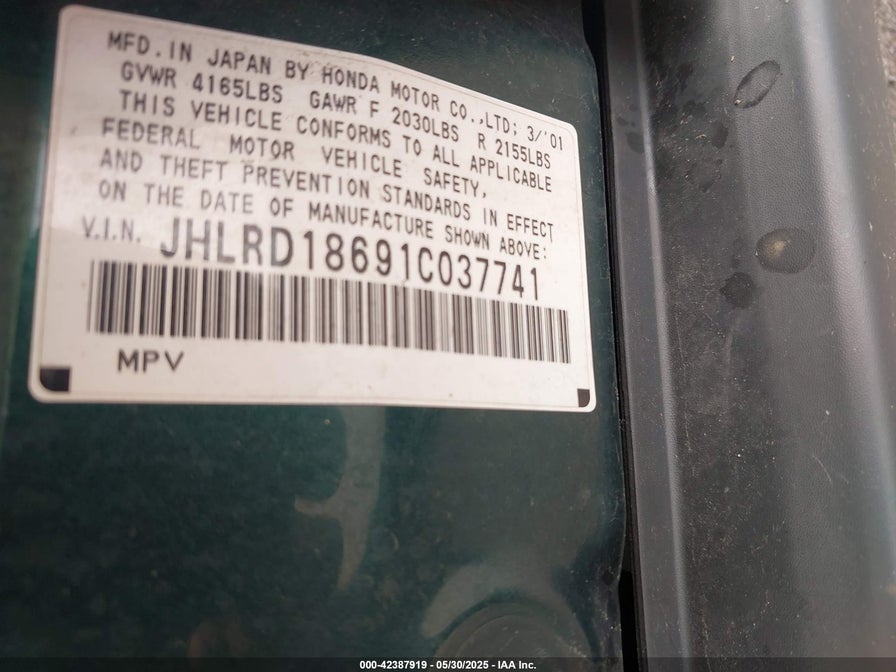 MFD.IN JAPAN BY HONDA MOTOR CO.,LTD; 3/'01
GVWR 4165LBS GAWR F 2030LBS R 2155LBS
THIS VEHICLE CONFORMS TO ALL APPLICABLE
FEDERAL MOTOR VEHICLE SAFETY,
AND THEFT PREVENTION STANDARDS IN EFFECT
ON THE DATE OF MANUFACTURE SHOWN ABOVE:
V.I.N. JHLRD18691C037741
MPV
000-42387919 | 05/30/2025 - IAA Inc.